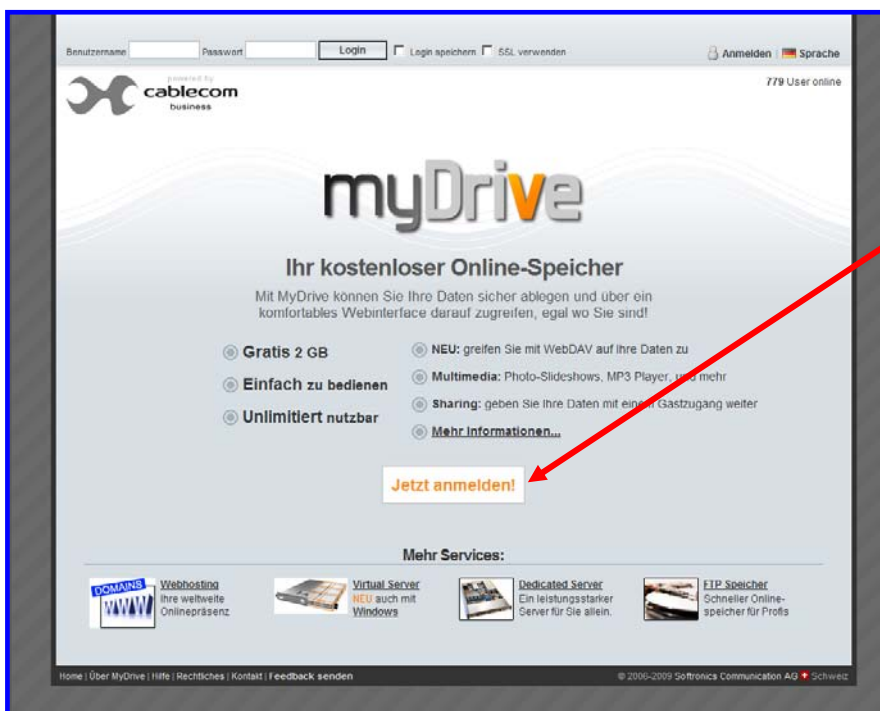 Benutzername Passwort Login Login speichern SSL verwenden Anmelden | Sprache
powered by
cablecom
business
779 User online
myDrive
Ihr kostenloser Online-Speicher
Mit MyDrive können Sie Ihre Daten sicher ablegen und über ein
komfortables Webinterface darauf zugreifen, egal wo Sie sind!
Gratis 2 GB
Einfach zu bedienen
Unlimitiert nutzbar
NEU: greifen Sie mit WebDAV auf Ihre Daten zu
Multimedia: Photo-Slideshows, MP3 Player, und mehr
Sharing: geben Sie Ihre Daten mit einem Gastzugang weiter
Mehr Informationen...
Jetzt anmelden!
Mehr Services:
DOMAINS
WWW
Webhosting
Ihre weltweite
Onlinepräsenz
Virtual Server
NEU auch mit
Windows
Dedicated Server
Ein leistungsstarker
Server für Sie allein.
FTP Speicher
Schneller Online-
speicher für Profis
Home | Über MyDrive | Hilfe | Rechtliches | Kontakt | Feedback senden
© 2006-2009 Softronics Communication AG Schweiz